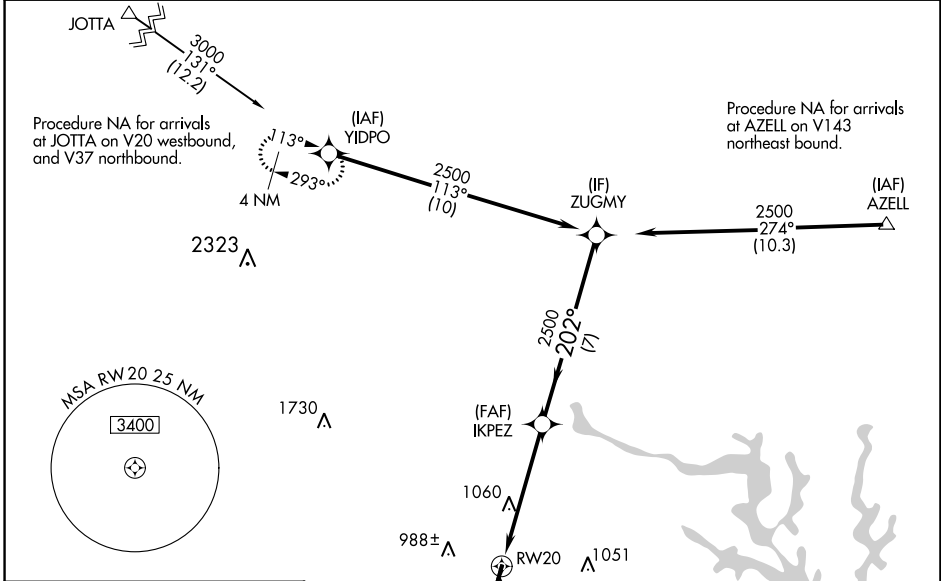 JOTTA
3000
131°
(12.2)
Procedure NA for arrivals
at JOTTA on V20 westbound,
and V37 northbound.
(IAF)
YIDPO
113°
293°
4 NM
2500
113°
(10)
(IF)
ZUGMY
Procedure NA for arrivals
at AZELL on V143
northeast bound.
(IAF)
AZELL
2500
274°
(10.3)
2323
2500
202°
(7)
MSA RW20 25 NM
3400
1730
(FAF)
IKPEZ
1060
988±
RW20
1051